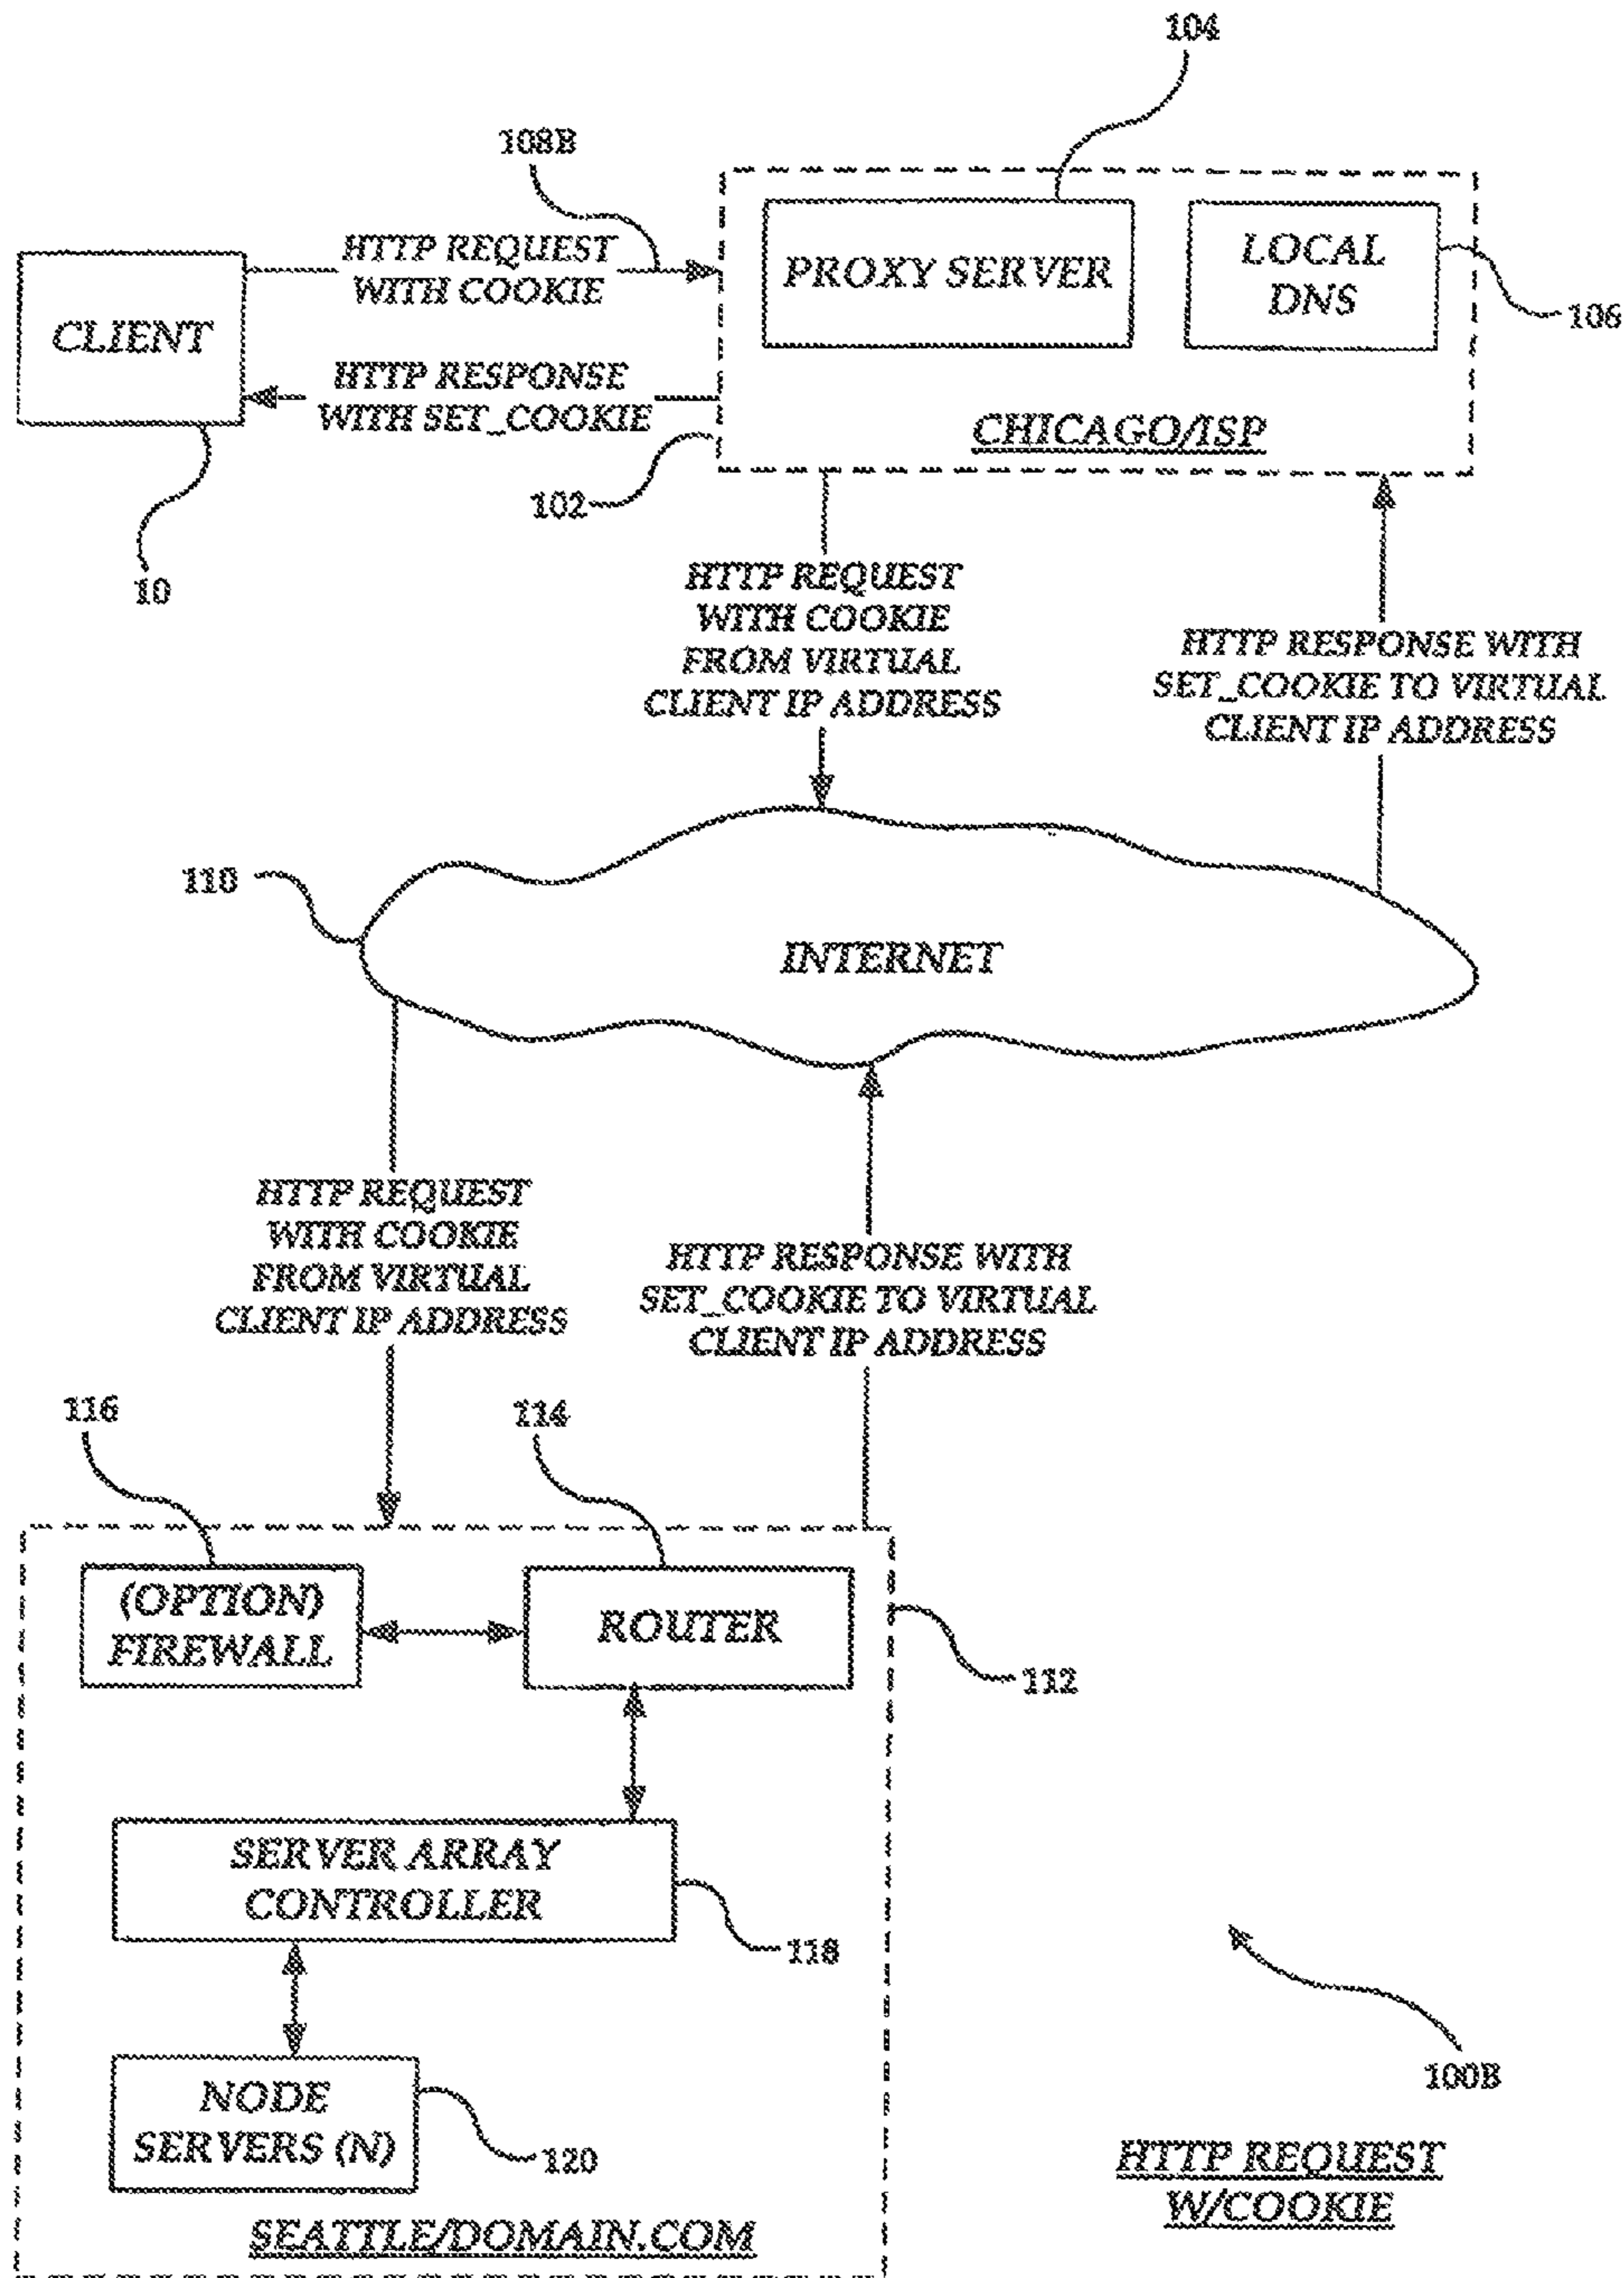 104
108B
HTTP REQUEST
WITH COOKIE
PROXY SERVER
LOCAL
DNS
106
CLIENT
HTTP RESPONSE
WITH SET_COOKIE
CHICAGO/ISP
102
10
HTTP REQUEST
WITH COOKIE
FROM VIRTUAL
CLIENT IP ADDRESS
HTTP RESPONSE WITH
SET_COOKIE TO VIRTUAL
CLIENT IP ADDRESS
110
INTERNET
HTTP REQUEST
WITH COOKIE
FROM VIRTUAL
CLIENT IP ADDRESS
HTTP RESPONSE WITH
SET_COOKIE TO VIRTUAL
CLIENT IP ADDRESS
116
114
(OPTION)
FIREWALL
ROUTER
112
SERVER ARRAY
CONTROLLER
118
NODE
SERVERS (N)
120
100B
HTTP REQUEST
W/COOKIE
SEATTLE/DOMAIN.COM